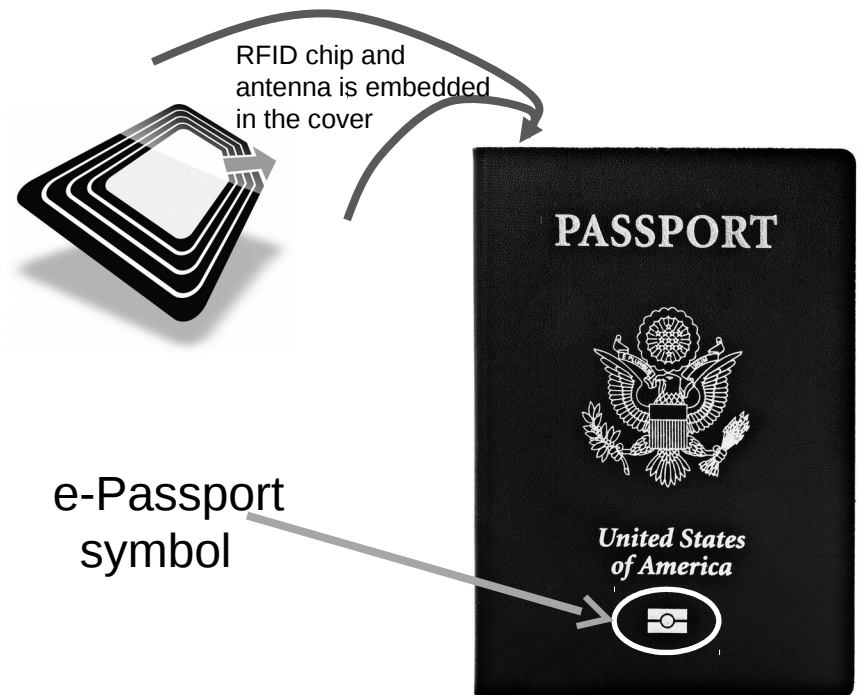 RFID chip and
antenna is embedded
in the cover
PASSPORT
e-Passport
symbol
United States
of America